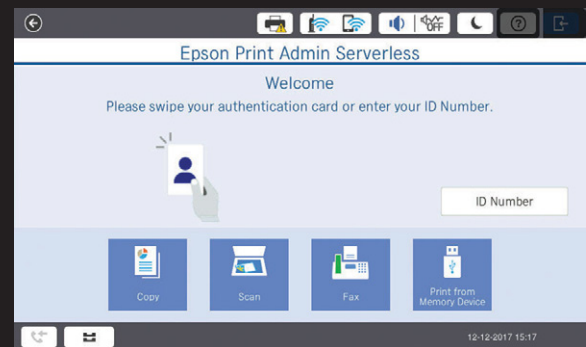 OFF
Epson Print Admin Serverless
Welcome
Please swipe your authentication card or enter your ID Number.
ID Number
Copy
Scan
Fax
Print from
Memory Device
12-12-2017 15:17